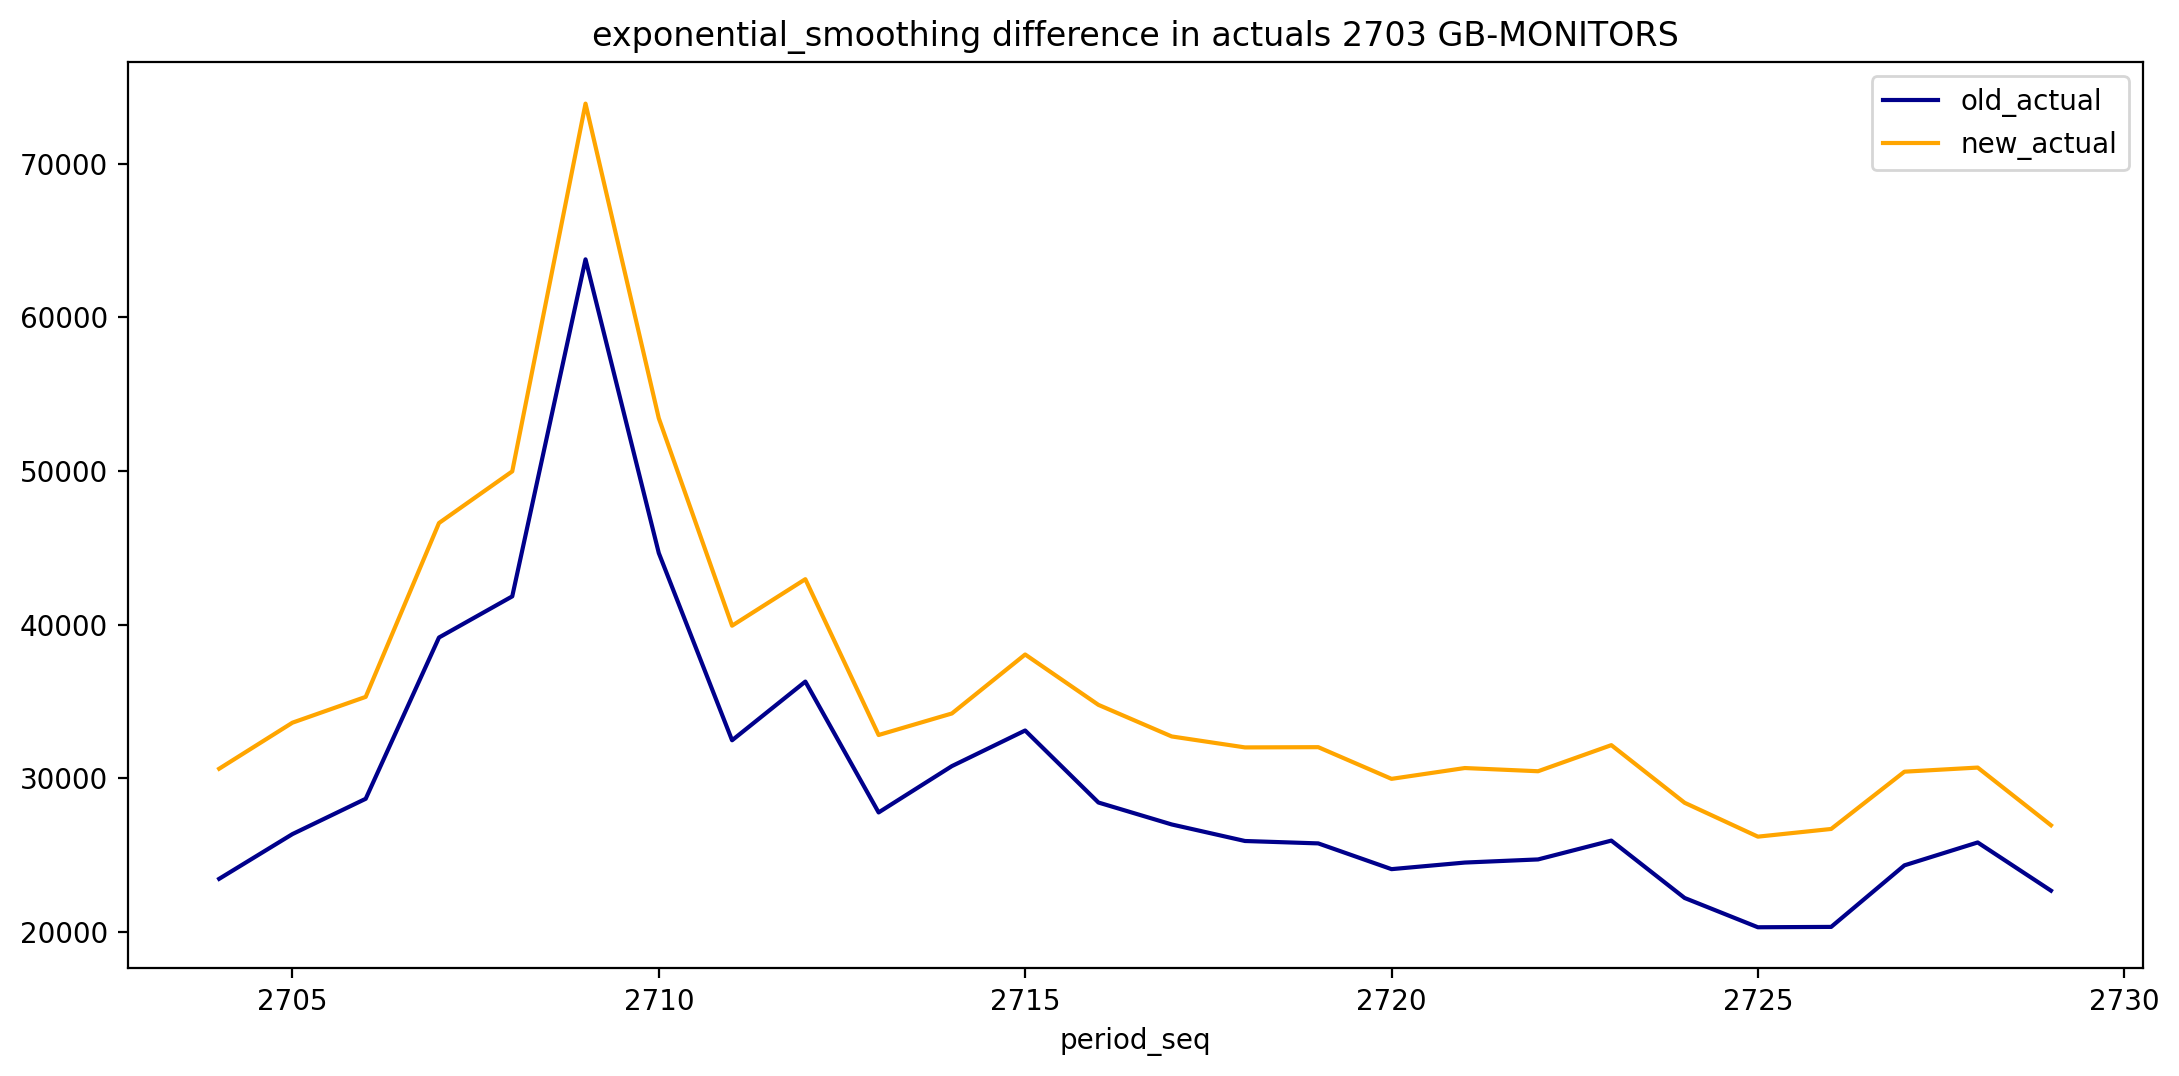 exponential_smoothing difference in actuals 2703 GB-MONITORS
old_actual
new_actual
70000
60000
50000
40000
30000
20000
2705 2710 2715 2720 2725 2730
period_seq